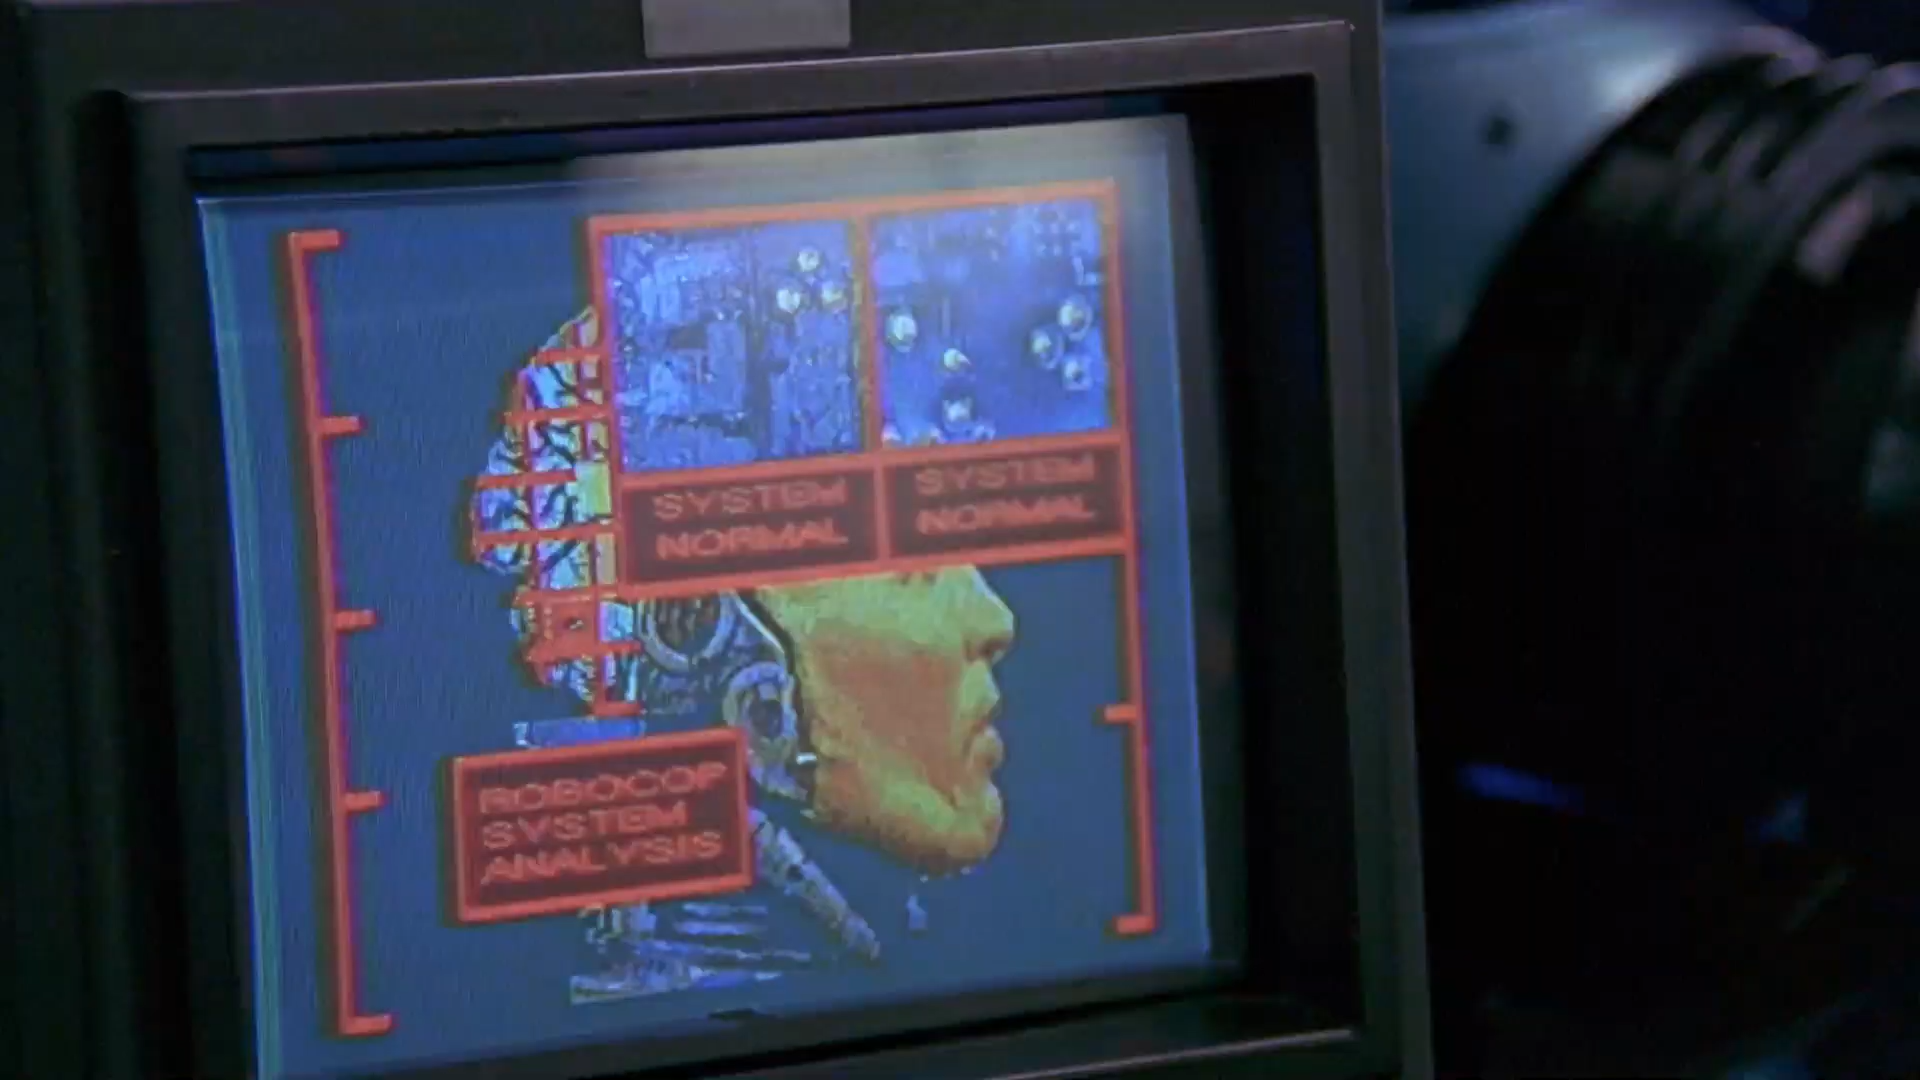 SYSTEM
NORMAL
SYSTEM
NORMAL
ROBOCOP
SYSTEM
ANALYSIS